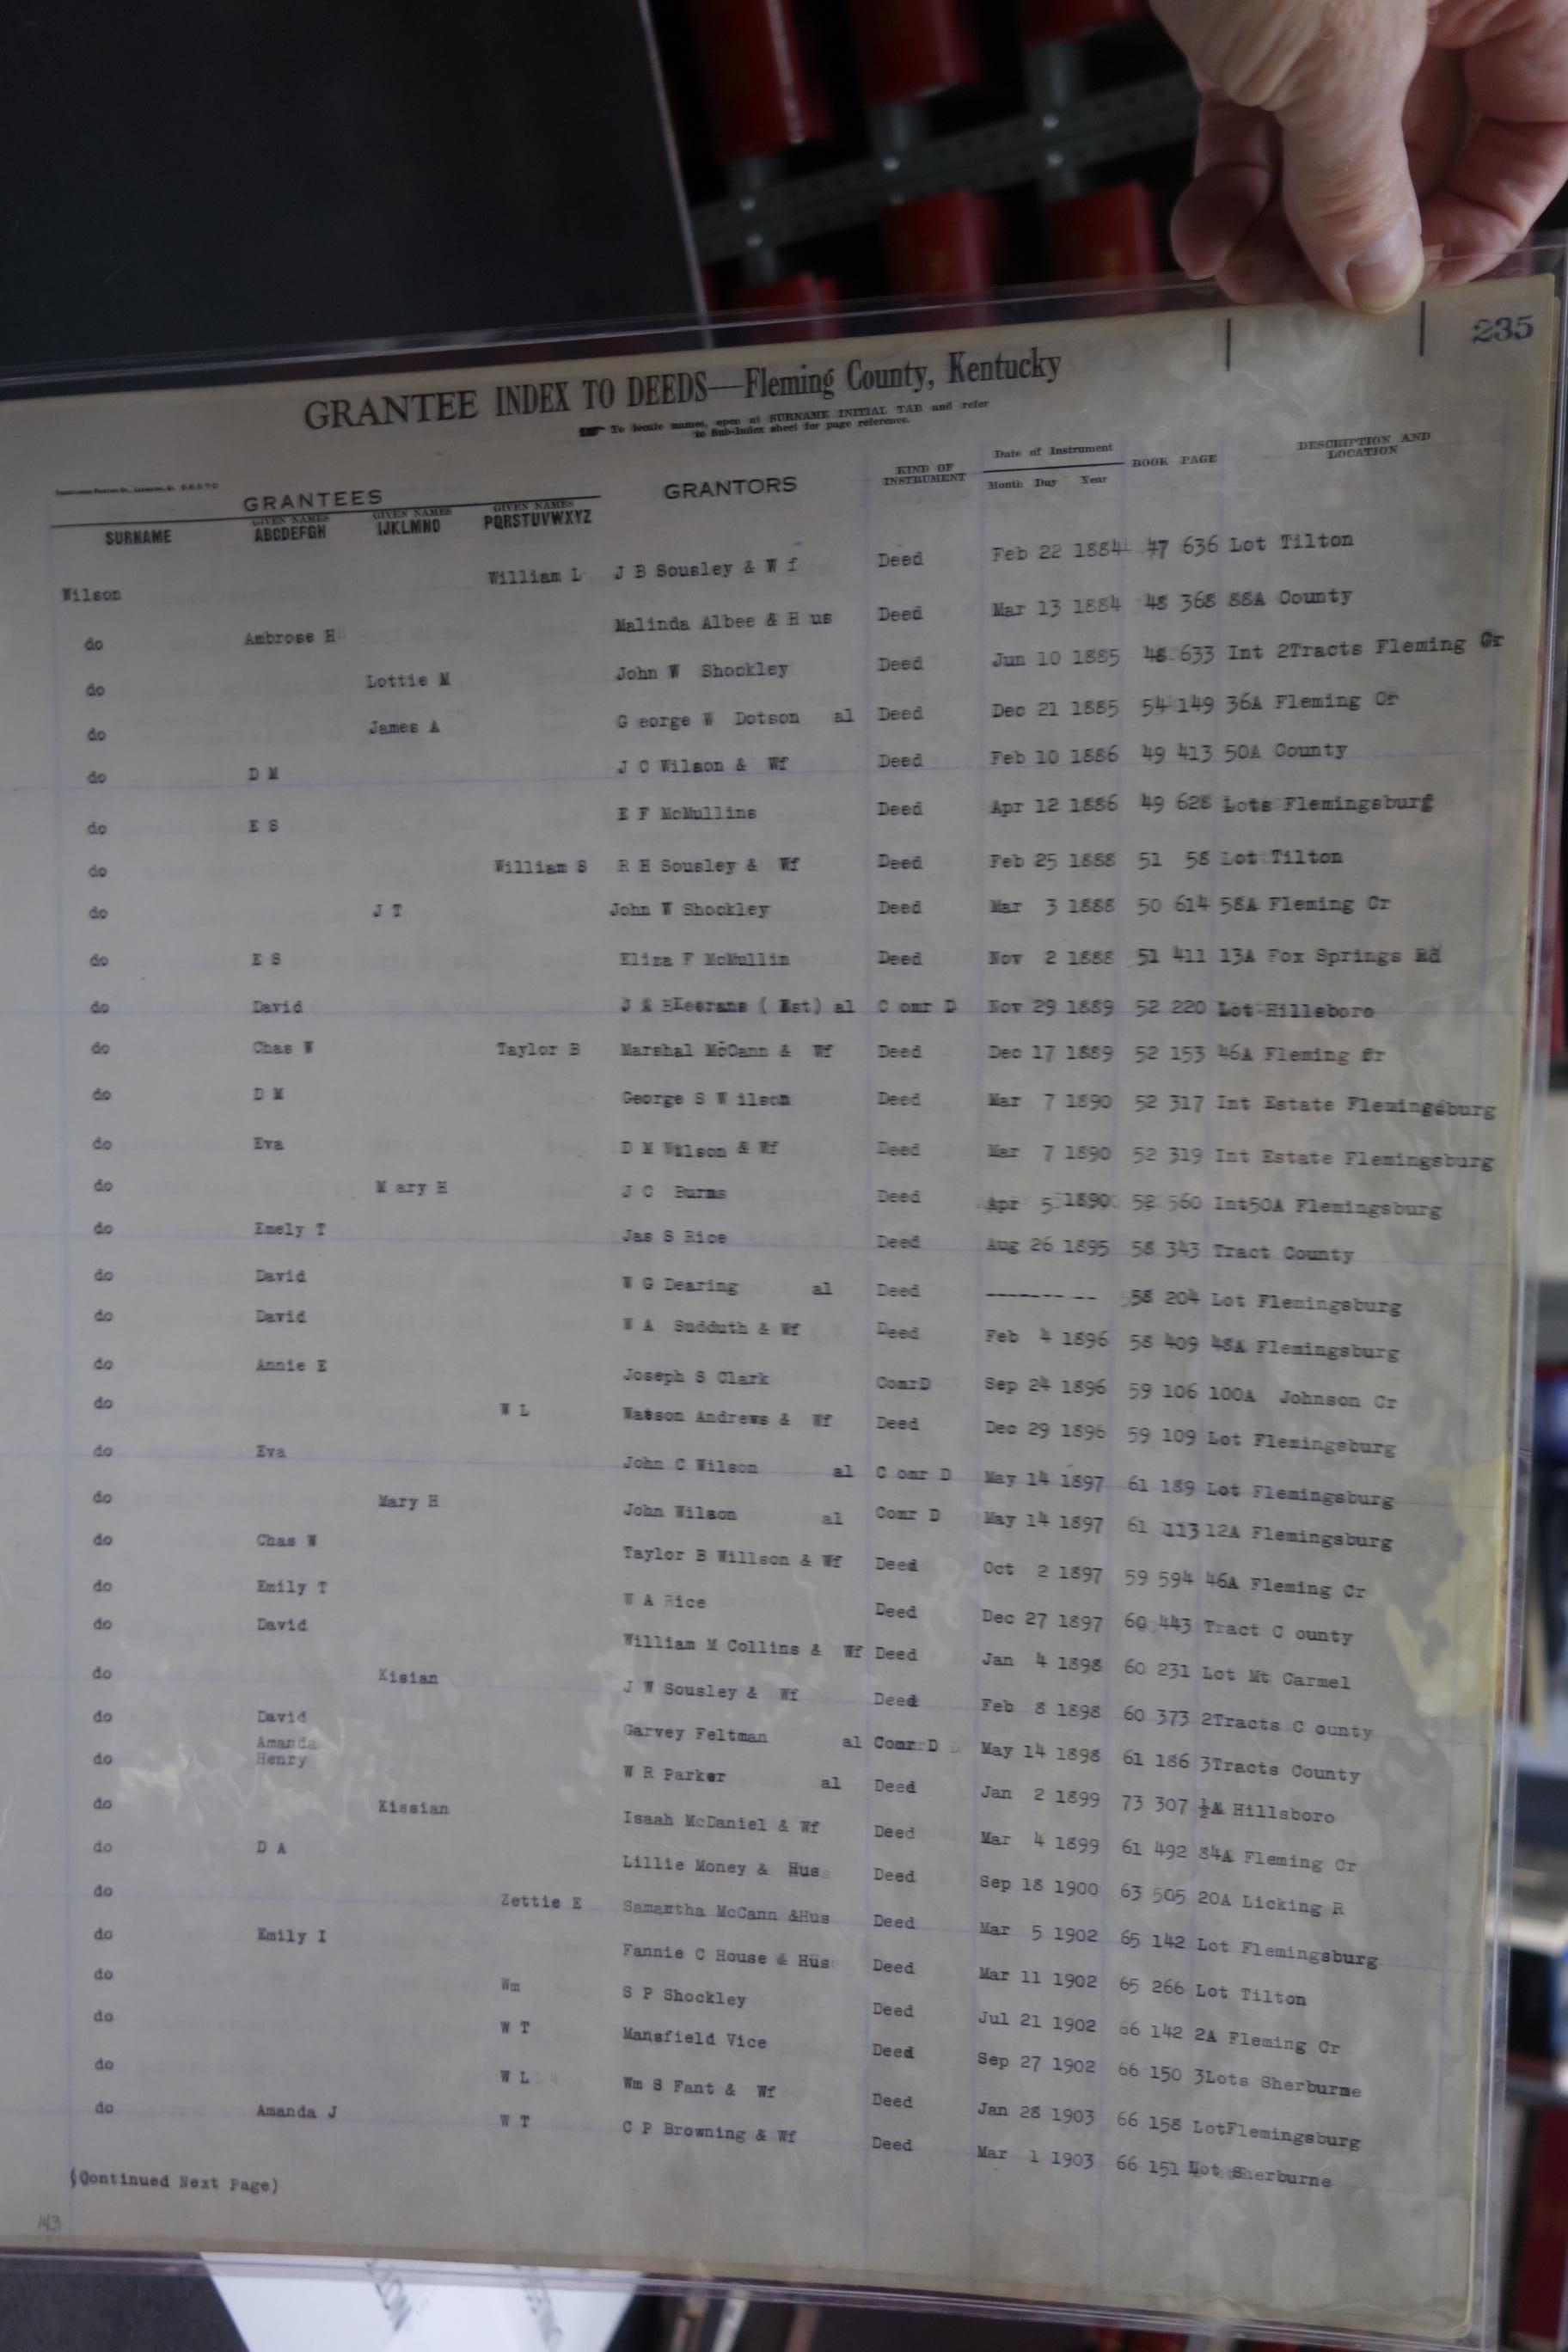 235
GRANTEE INDEX TO DEEDS—Fleming County, Kentucky
To locate names, open at SURNAME INITIAL TAB and refer
to Sub-Index sheet for page reference.
GRANTEES GRANTORS KIND OF INSTRUMENT Date of Instrument BOOK PAGE DESCRIPTION AND LOCATION
SURNAME GIVEN NAMES ABCDEFGH GIVEN NAMES IJKLMNO GIVEN NAMES PQRSTUVWXYZ Month Day Year
Wilson William L J B Sousley & W f Deed Feb 22 1884 47 636 Lot Tilton
do Ambrose H Malinda Albee & H us Deed Mar 13 1884 48 368 88A County
do Lottie M John W Shockley Deed Jun 10 1885 48 633 Int 2Tracts Fleming Cr
do James A G eorge W Dotson al Deed Dec 21 1885 54 149 36A Fleming Cr
do D M J C Wilson & Wf Deed Feb 10 1886 49 413 50A County
do E S E F McMullins Deed Apr 12 1886 49 628 Lots Flemingsburg
do William S R H Sousley & Wf Deed Feb 25 1888 51 58 Lot Tilton
do J T John W Shockley Deed Mar 3 1888 50 614 58A Fleming Cr
do E S Eliza F McMullin Deed Nov 2 1888 51 411 13A Fox Springs Rd
do David J A (Est) al C omr D Nov 29 1889 52 220 Lot Hillsboro
do Chas W Taylor B Marshal McCann & Wf Deed Dec 17 1889 52 153 46A Fleming Cr
do D M George S W ilson Deed Mar 7 1890 52 317 Int Estate Flemingsburg
do Eva D M Wilson & Wf Deed Mar 7 1890 52 319 Int Estate Flemingsburg
do M ary H J C Burns Deed Apr 5 1890 52 560 Int50A Flemingsburg
do Emely T Jas S Rice Deed Aug 26 1895 58 343 Tract County
do David W G Dearing al Deed --------- 58 204 Lot Flemingsburg
do David W A Sudduth & Wf Deed Feb 4 1896 58 409 48A Flemingsburg
do Annie E Joseph S Clark ComrD Sep 24 1896 59 106 100A Johnson Cr
do W L Watson Andrews & Wf Deed Dec 29 1896 59 109 Lot Flemingsburg
do Eva John C Wilson al C omr D May 14 1897 61 189 Lot Flemingsburg
do Mary H John Wilson al Comr D May 14 1897 61 113 12A Flemingsburg
do Chas W Taylor B Willson & Wf Deed Oct 2 1897 59 594 46A Fleming Cr
do Emily T W A Rice Deed Dec 27 1897 60 443 Tract C ounty
do David William M Collins & Wf Deed Jan 4 1898 60 231 Lot Mt Carmel
do Kisian J W Sousley & Wf Deed Feb 8 1898 60 373 2Tracts C ounty
do David Garvey Feltman al Comr D May 14 1898 61 186 3Tracts County
Amanda
do Henry W R Parker al Deed Jan 2 1899 73 307 ½A Hillsboro
do Kissian Isaah McDaniel & Wf Deed Mar 4 1899 61 492 84A Fleming Cr
do D A Lillie Money & Hus Deed Sep 18 1900 63 505 20A Licking R
do Zettie E Samantha McCann &Hus Deed Mar 5 1902 65 142 Lot Flemingsburg
do Emily I Fannie C House & Hus Deed Mar 11 1902 65 266 Lot Tilton
do Wm S P Shockley Deed Jul 21 1902 66 142 2A Fleming Cr
do W T Mansfield Vice Deed Sep 27 1902 66 150 3Lots Sherburne
do W L Wm S Fant & Wf Deed Jan 28 1903 66 158 LotFlemingsburg
do Amanda J W T C P Browning & Wf Deed Mar 1 1903 66 151 Lot Sherburne
(Continued Next Page)